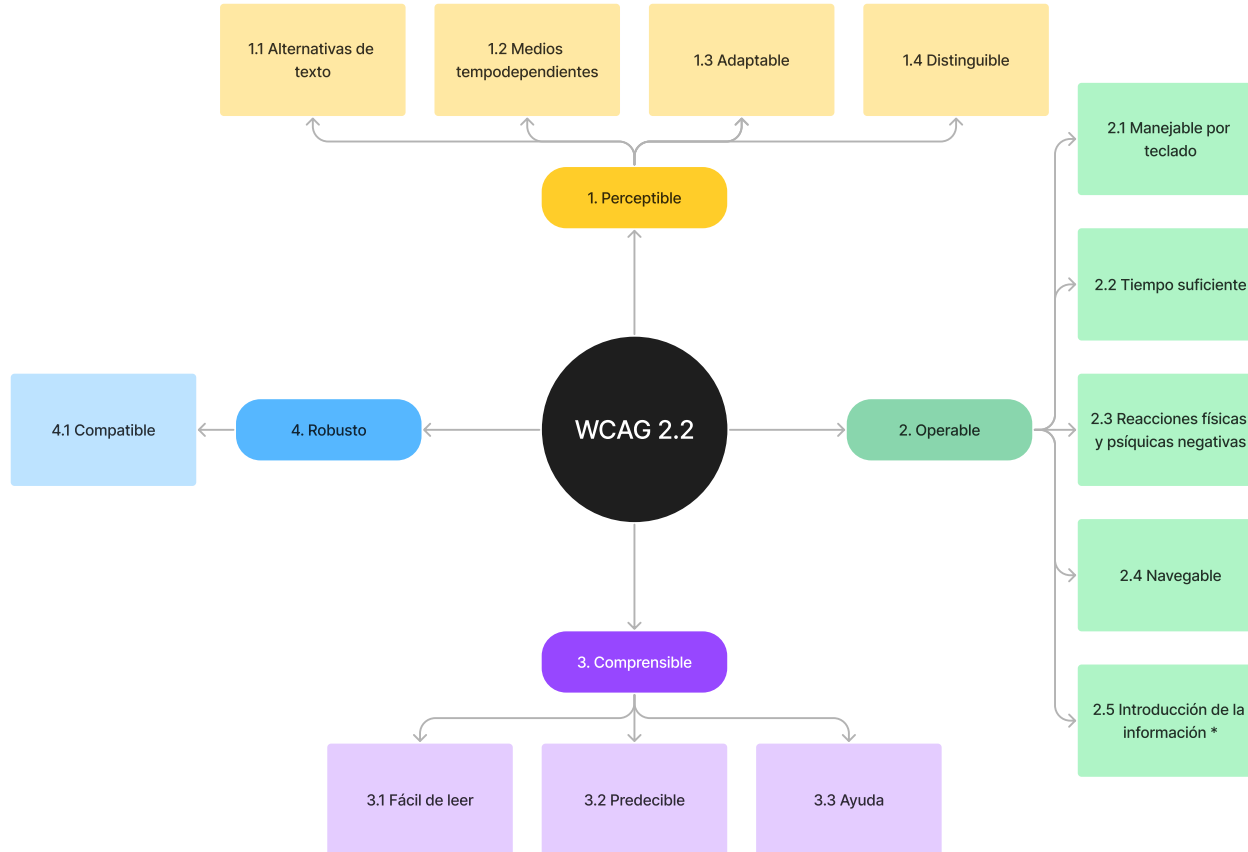 1.1 Alternativas de
texto
1.2 Medios
tempodependientes
1.3 Adaptable
1.4 Distinguible
1. Perceptible
2.1 Manejable por
teclado
2.2 Tiempo suficiente
2.3 Reacciones físicas
y psíquicas negativas
2.4 Navegable
2.5 Introducción de la
información *
2. Operable
WCAG 2.2
4. Robusto
4.1 Compatible
3. Comprensible
3.1 Fácil de leer
3.2 Predecible
3.3 Ayuda